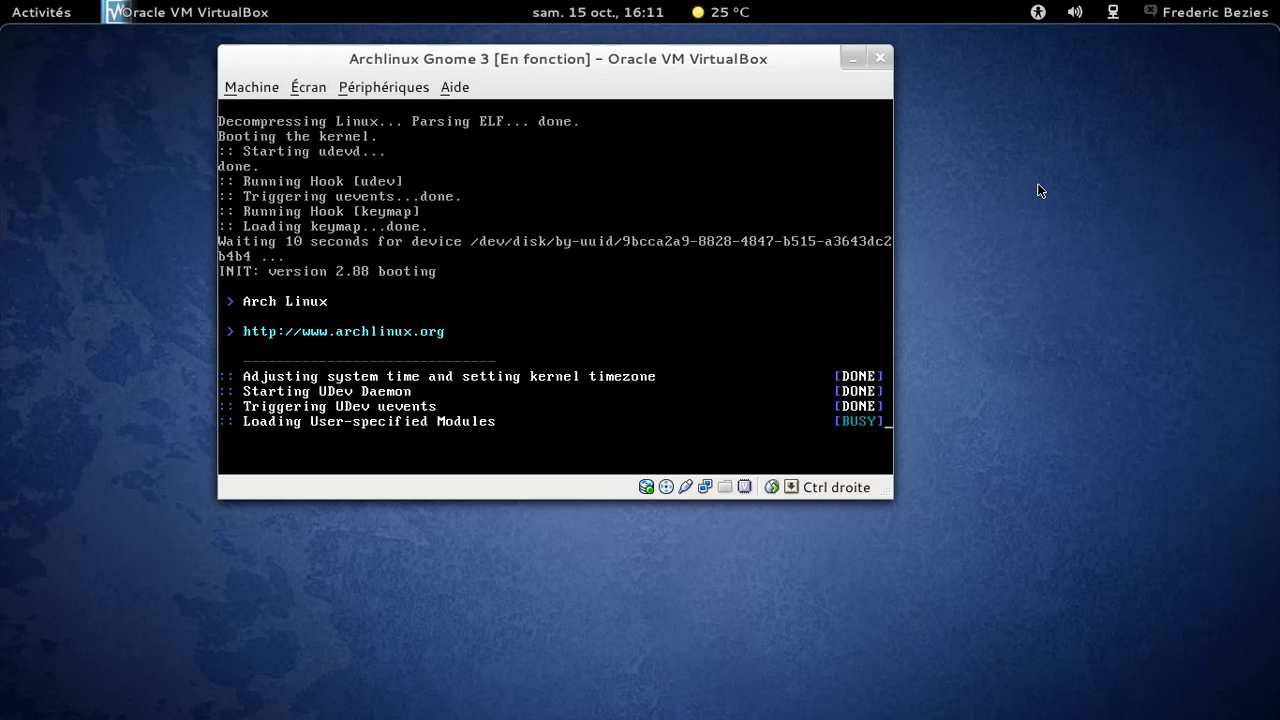 Activités Oracle VM VirtualBox sam. 15 oct., 16:11 25 °C Frederic Bezies
Archlinux Gnome 3 [En fonction] - Oracle VM VirtualBox
Machine Écran Périphériques Aide
Decompressing Linux... Parsing ELF... done.
Booting the kernel.
:: Starting udevd...
done.
:: Running Hook [udev]
:: Triggering uevents...done.
:: Running Hook [keymap]
:: Loading keymap...done.
Waiting 10 seconds for device /dev/disk/by-uuid/9bcca2a9-8828-4847-b515-a3643dc2
b4b4 ...
INIT: version 2.88 booting
> Arch Linux
> http://www.archlinux.org
------------------------------
:: Adjusting system time and setting kernel timezone [DONE]
:: Starting UDev Daemon [DONE]
:: Triggering UDev uevents [DONE]
:: Loading User-specified Modules [BUSY]_
Ctrl droite